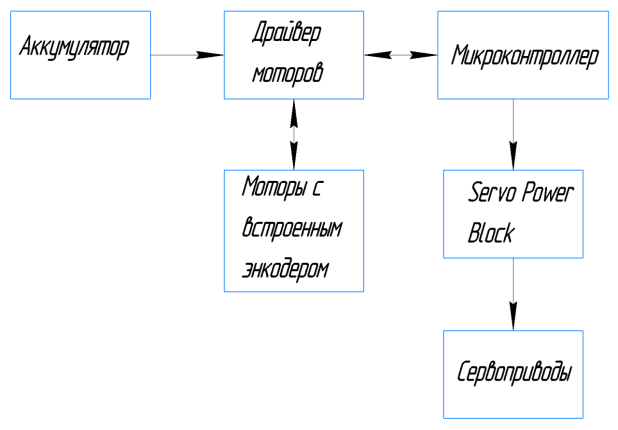 Аккумулятор
Драйвер
моторов
Микроконтроллер
Моторы с
встроенным
энкодером
Servo Power
Block
Сервоприводы